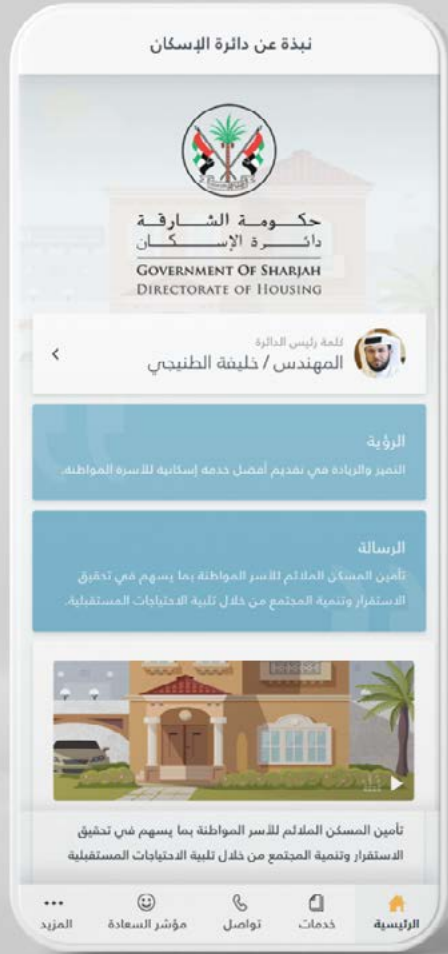 نبذة عن دائرة الإسكان
حكومة الشارقة
دائرة الإسكان
GOVERNMENT OF SHARJAH
DIRECTORATE OF HOUSING
كلمة رئيس الدائرة
المهندس / خليفة الطنيجي
الرؤية
التميز والريادة في تقديم أفضل خدمة إسكانية للأسرة المواطنة.
الرسالة
تأمين المسكن الملائم للأسر المواطنة بما يسهم في تحقيق
الاستقرار وتنمية المجتمع من خلال تلبية الاحتياجات المستقبلية.
تأمين المسكن الملائم للأسر المواطنة بما يسهم في تحقيق
الاستقرار وتنمية المجتمع من خلال تلبية الاحتياجات المستقبلية
الرئيسية
خدمات
تواصل
مؤشر السعادة
المزيد